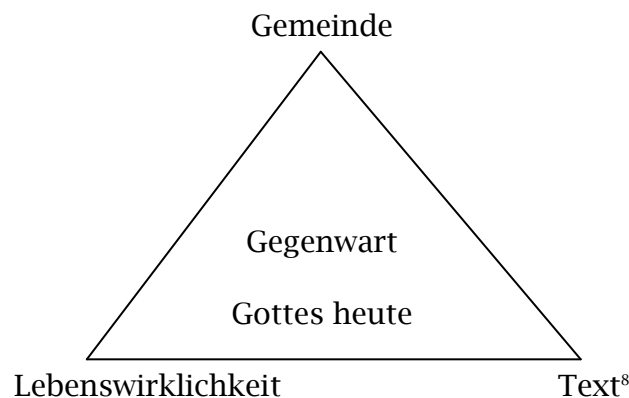 Gemeinde
Gegenwart
Gottes heute
Lebenswirklichkeit
Text⁸